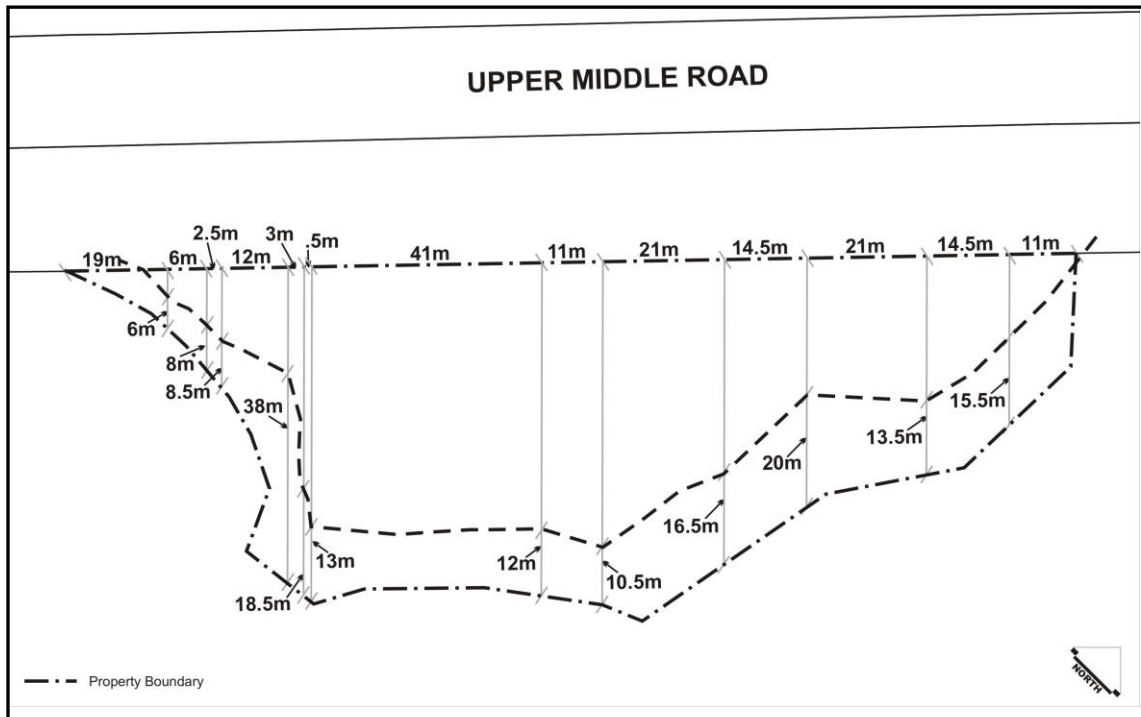 UPPER MIDDLE ROAD
19m
6m
2.5m
12m
3m
.5m
41m
11m
21m
14.5m
21m
14.5m
11m
6m
8m
8.5m
38m
18.5m
13m
12m
10.5m
16.5m
20m
13.5m
15.5m
Property Boundary
NORTH